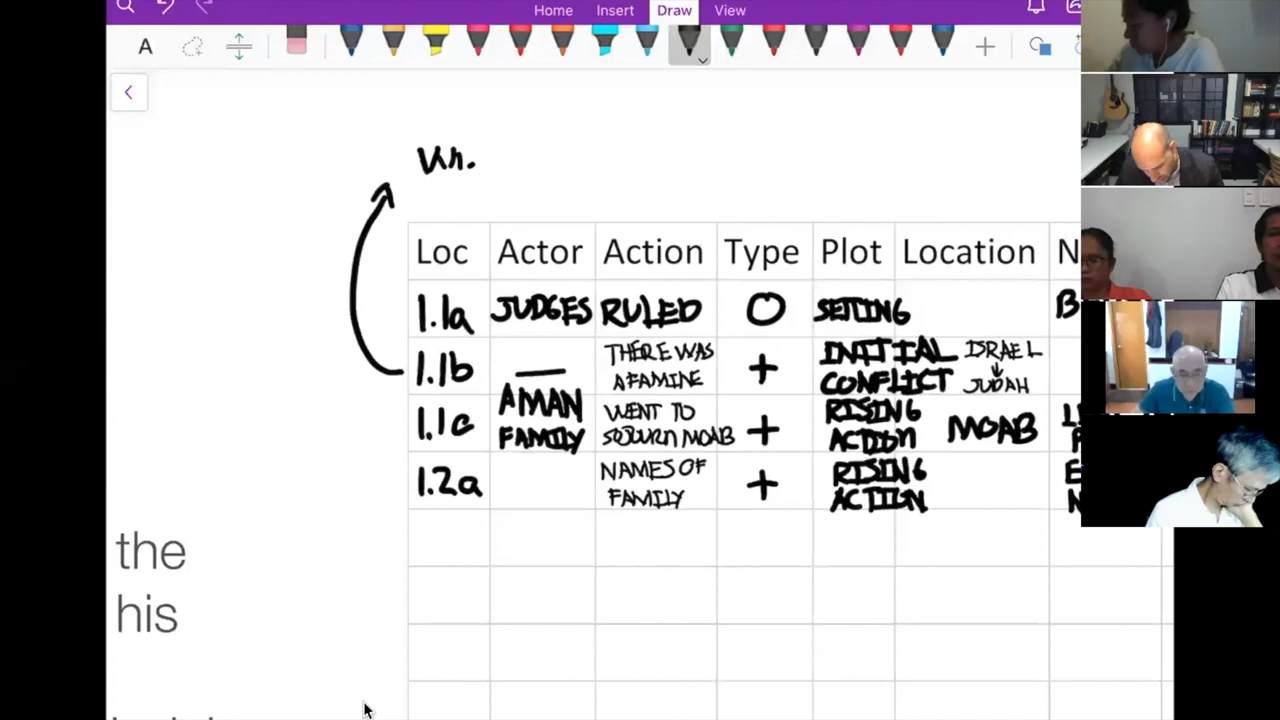 Home Insert Draw View
A
V.1.
Loc Actor Action Type Plot Location N
1.1a JUDGES RULED O SETTING B
1.1b — THERE WAS A FAMINE + INITIAL CONFLICT ISRAEL ↓ JUDAH
1.1c A MAN FAMILY WENT TO SOJOURN MOAB + RISING ACTION MOAB
1.2a NAMES OF FAMILY + RISING ACTION E N
the
his